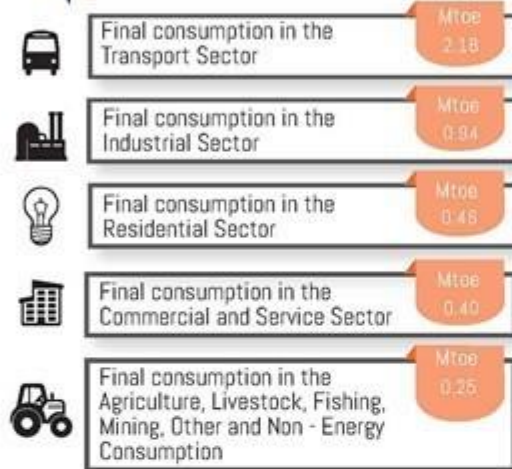 Final consumption in the
Transport Sector
Mtoe
2.18
Final consumption in the
Industrial Sector
Mtoe
0.94
Final consumption in the
Residential Sector
Mtoe
0.46
Final consumption in the
Commercial and Service Sector
Mtoe
0.40
Final consumption in the
Agriculture, Livestock, Fishing,
Mining, Other and Non - Energy
Consumption
Mtoe
0.25